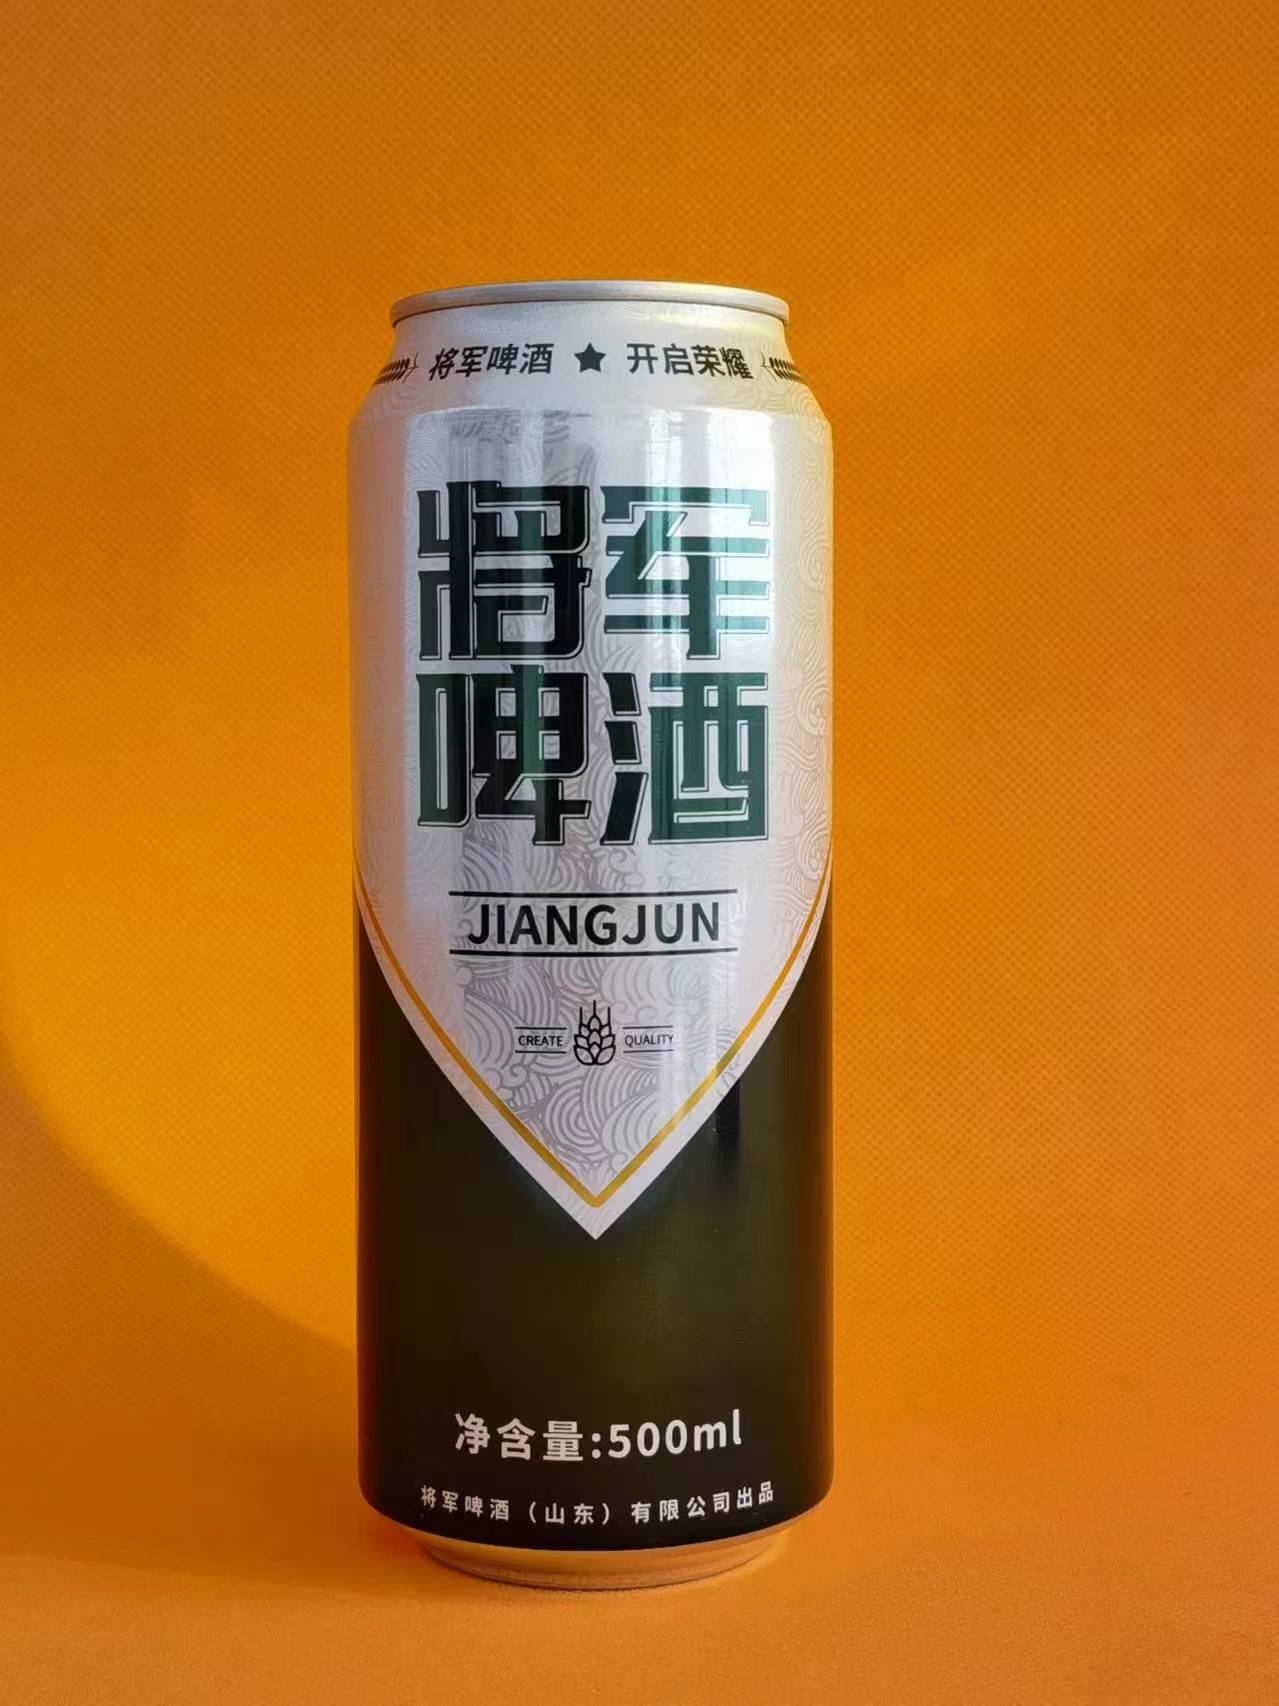 将军啤酒 ★ 开启荣耀
将军
啤酒
JIANGJUN
CREATE QUALITY
净含量:500ml
将军啤酒（山东）有限公司出品